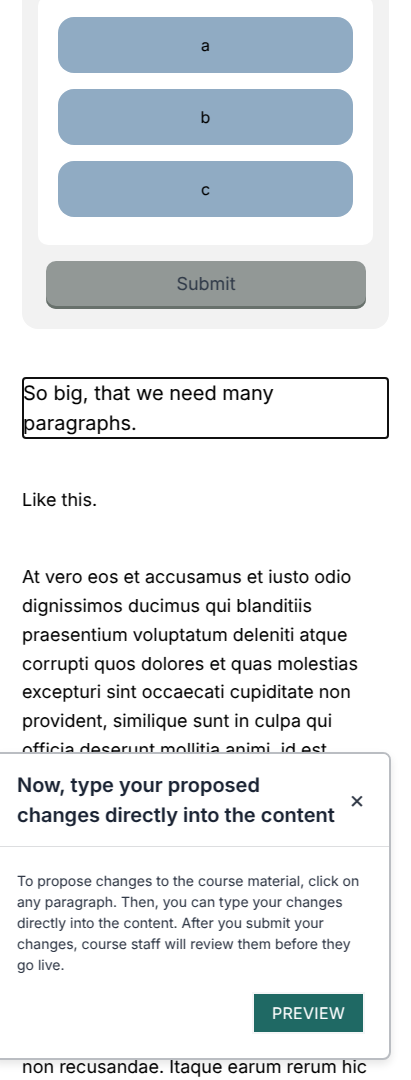 a
b
c
Submit
So big, that we need many
paragraphs.
Like this.
At vero eos et accusamus et iusto odio
dignissimos ducimus qui blanditiis
praesentium voluptatum deleniti atque
corrupti quos dolores et quas molestias
excepturi sint occaecati cupiditate non
provident, similique sunt in culpa qui
officia deserunt mollitia animi, id est
Now, type your proposed
changes directly into the content
×
To propose changes to the course material, click on
any paragraph. Then, you can type your changes
directly into the content. After you submit your
changes, course staff will review them before they
go live.
PREVIEW
non recusandae. Itaque earum rerum hic